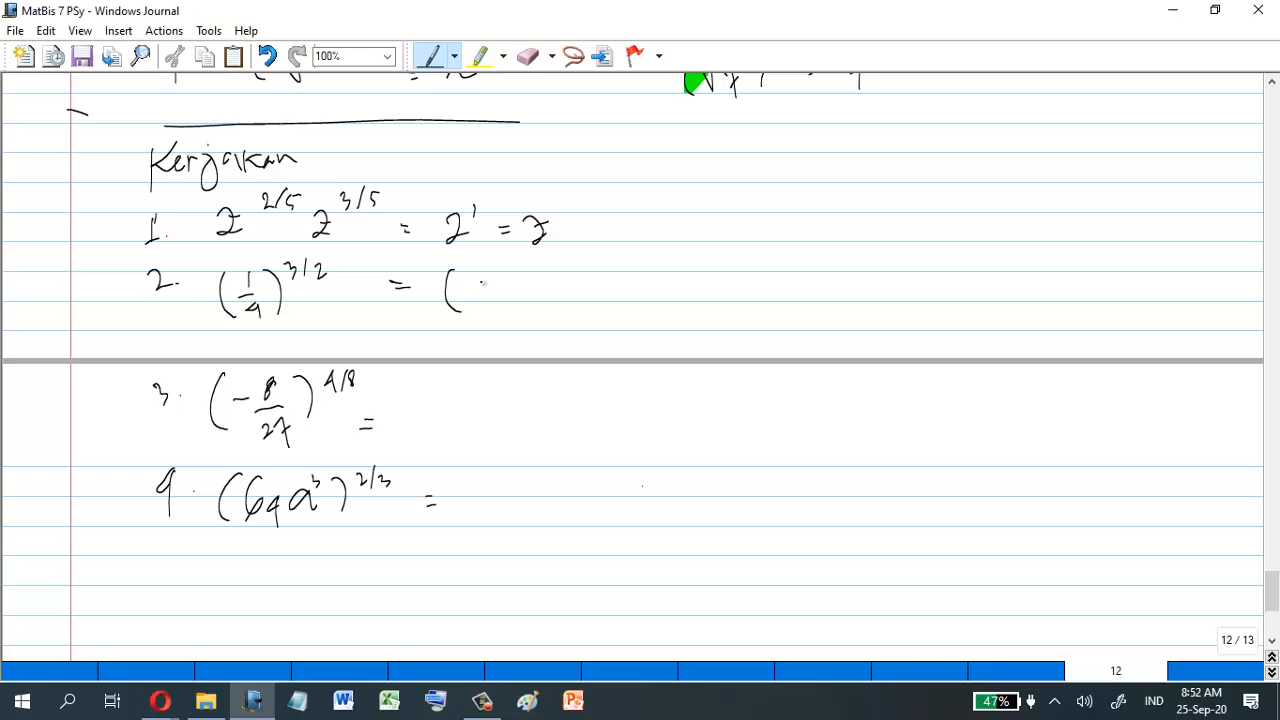 MatBis 7 PSy - Windows Journal
File Edit View Insert Actions Tools Help
100%
Kerjakan
1. 2^{2/5} 2^{3/5} = 2^1 = 2
2. (1/4)^{3/2} = (
3. (-8/27)^{4/8} =
4. (64a^3)^{2/3} =
12 / 13
12
47% IND 8:52 AM
25-Sep-20